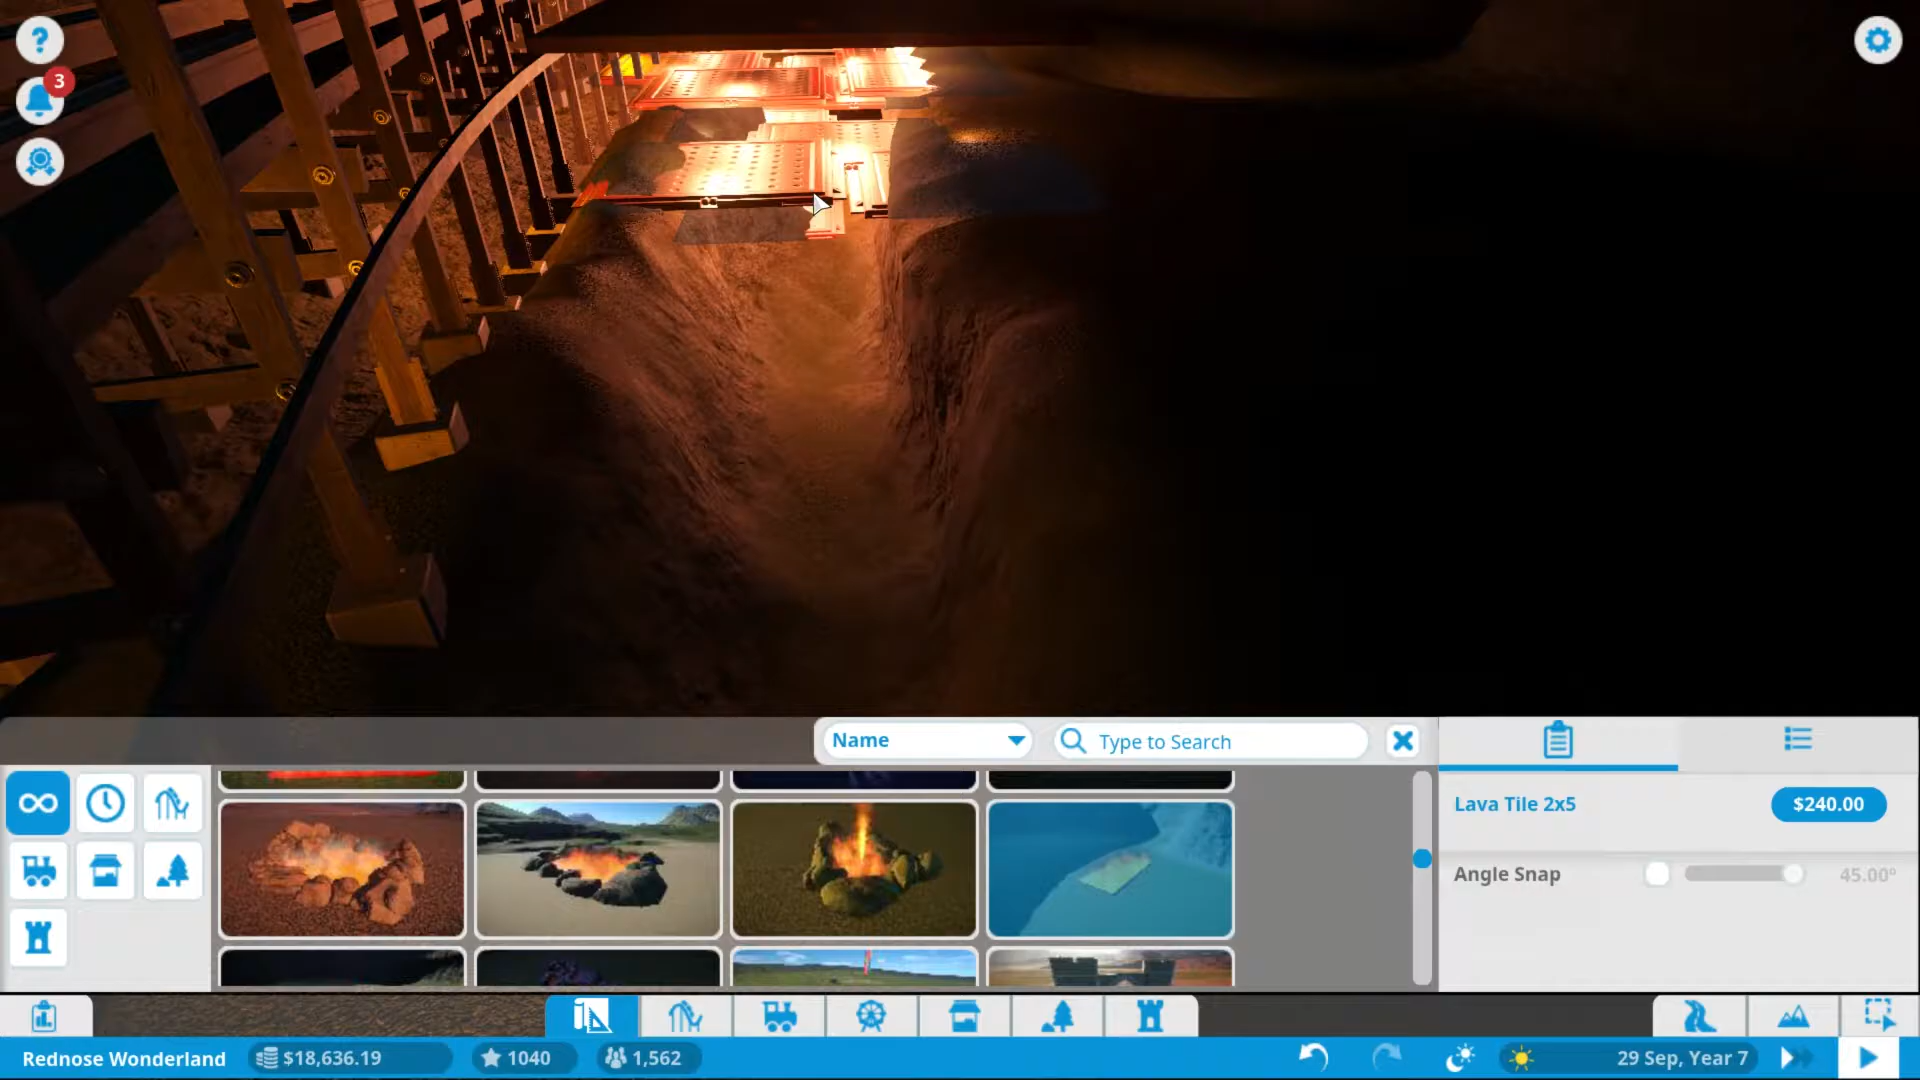 ?
3
Name
Type to Search
Lava Tile 2x5
$240.00
Angle Snap
45.00°
Rednose Wonderland
$18,636.19
1040
1,562
29 Sep, Year 7